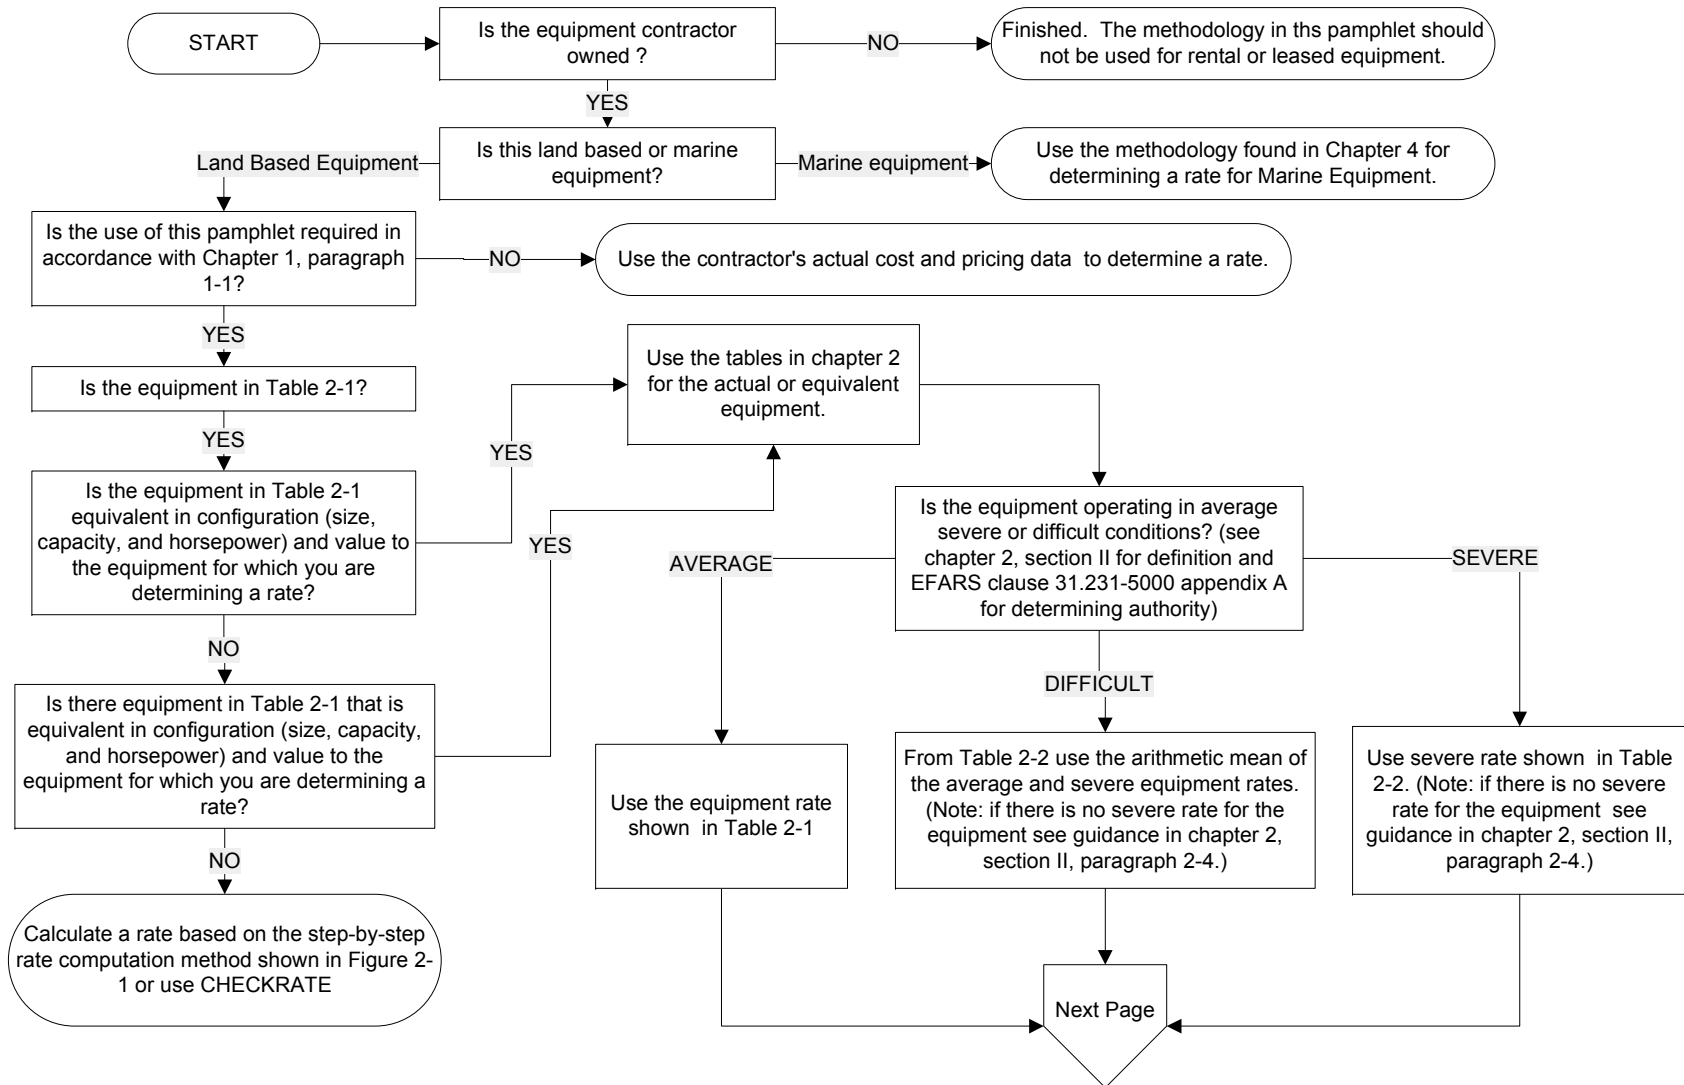 START
Is the equipment contractor
owned ?
NO
Finished.  The methodology in ths pamphlet should
not be used for rental or leased equipment.
YES
Land Based Equipment
Is this land based or marine
equipment?
Marine equipment
Use the methodology found in Chapter 4 for
determining a rate for Marine Equipment.
Is the use of this pamphlet required in
accordance with Chapter 1, paragraph
1-1?
NO
Use the contractor's actual cost and pricing data  to determine a rate.
YES
Is the equipment in Table 2-1?
YES
Is the equipment in Table 2-1
equivalent in configuration (size,
capacity, and horsepower) and value to
the equipment for which you are
determining a rate?
YES
Use the tables in chapter 2
for the actual or equivalent
equipment.
NO
Is there equipment in Table 2-1 that is
equivalent in configuration (size, capacity,
and horsepower) and value to the
equipment for which you are determining a
rate?
YES
NO
Calculate a rate based on the step-by-step
rate computation method shown in Figure 2-
1 or use CHECKRATE
Is the equipment operating in average
severe or difficult conditions? (see
chapter 2, section II for definition and
EFARS clause 31.231-5000 appendix A
for determining authority)
AVERAGE
SEVERE
DIFFICULT
Use the equipment rate
shown  in Table 2-1
From Table 2-2 use the arithmetic mean of
the average and severe equipment rates.
(Note: if there is no severe rate for the
equipment see guidance in chapter 2,
section II, paragraph 2-4.)
Use severe rate shown  in Table
2-2. (Note: if there is no severe
rate for the equipment  see
guidance in chapter 2, section II,
paragraph 2-4.)
Next Page